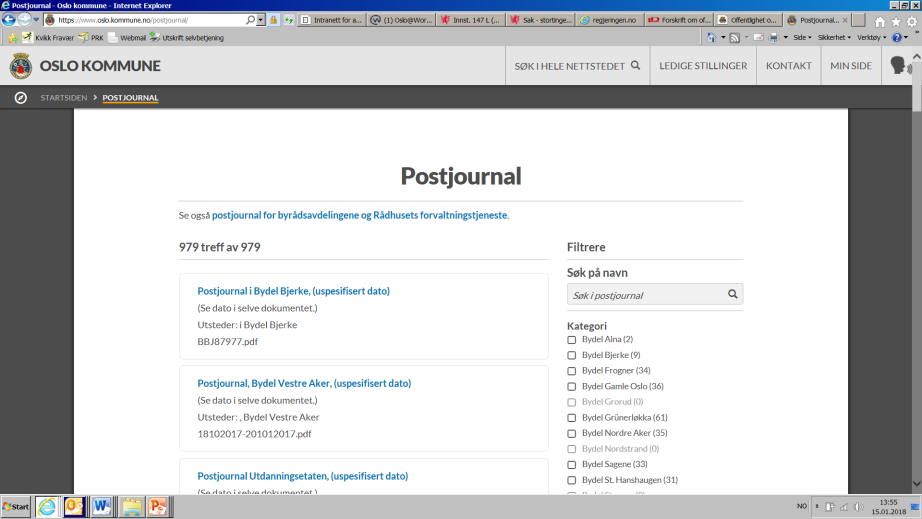 Postjournal - Oslo kommune - Internet Explorer
https://www.oslo.kommune.no/postjournal/
Intranett for a...
(1) Oslo@Wor...
Innst. 147 L (...
Sak - stortinge...
regjeringen.no
Forskrift om of...
Offentlighet o...
Postjournal...
Kvikk Fravær
PRK
Webmail
Utskrift selvbetjening
Side
Sikkerhet
Verktøy
OSLO KOMMUNE
SØK I HELE NETTSTEDET
LEDIGE STILLINGER
KONTAKT
MIN SIDE
STARTSIDEN > POSTJOURNAL
Postjournal
Se også postjournal for byrådsavdelingene og Rådhusets forvaltningstjeneste.
979 treff av 979
Postjournal i Bydel Bjerke, (uspesifisert dato)
(Se dato i selve dokumentet.)
Utsteder: i Bydel Bjerke
BBJ87977.pdf
Postjournal, Bydel Vestre Aker, (uspesifisert dato)
(Se dato i selve dokumentet.)
Utsteder: , Bydel Vestre Aker
18102017-201012017.pdf
Postjournal Utdanningsetaten, (uspesifisert dato)
(Se dato i selve dokumentet.)
Filtrere
Søk på navn
Søk i postjournal
Kategori
Bydel Alna (2)
Bydel Bjerke (9)
Bydel Frogner (34)
Bydel Gamle Oslo (36)
Bydel Grorud (0)
Bydel Grünerløkka (61)
Bydel Nordre Aker (35)
Bydel Nordstrand (0)
Bydel Sagene (33)
Bydel St. Hanshaugen (31)
Start
NO
13:55
15.01.2018